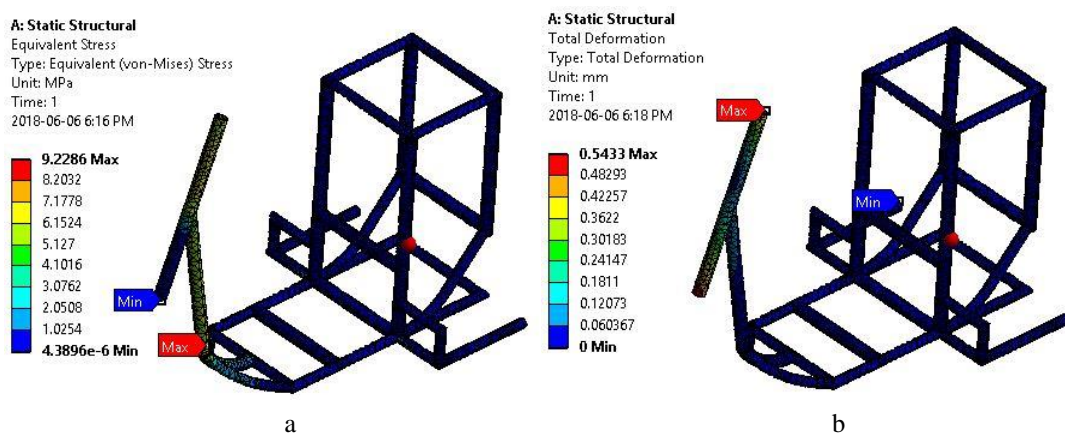 A: Static Structural
Equivalent Stress
Type: Equivalent (von-Mises) Stress
Unit: MPa
Time: 1
2018-06-06 6:16 PM
9.2286 Max
8.2032
7.1778
6.1524
5.127
4.1016
3.0762
2.0508
1.0254
4.3896e-6 Min
Min
Max
a
A: Static Structural
Total Deformation
Type: Total Deformation
Unit: mm
Time: 1
2018-06-06 6:18 PM
0.5433 Max
0.48293
0.42257
0.3622
0.30183
0.24147
0.1811
0.12073
0.060367
0 Min
Max
Min
b